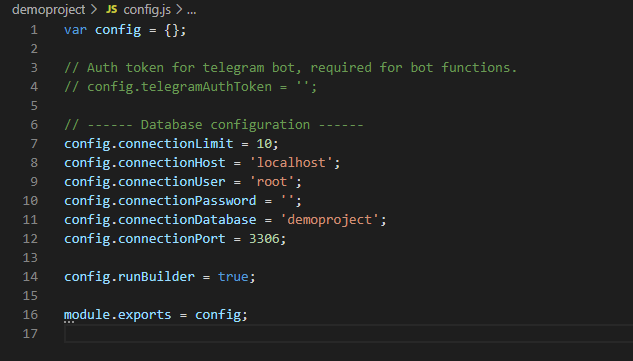 demoproject > JS config.js > ...
1 var config = {};
2
3 // Auth token for telegram bot, required for bot functions.
4 // config.telegramAuthToken = '';
5
6 // ------ Database configuration ------
7 config.connectionLimit = 10;
8 config.connectionHost = 'localhost';
9 config.connectionUser = 'root';
10 config.connectionPassword = '';
11 config.connectionDatabase = 'demoproject';
12 config.connectionPort = 3306;
13
14 config.runBuilder = true;
15
16 module.exports = config;
17